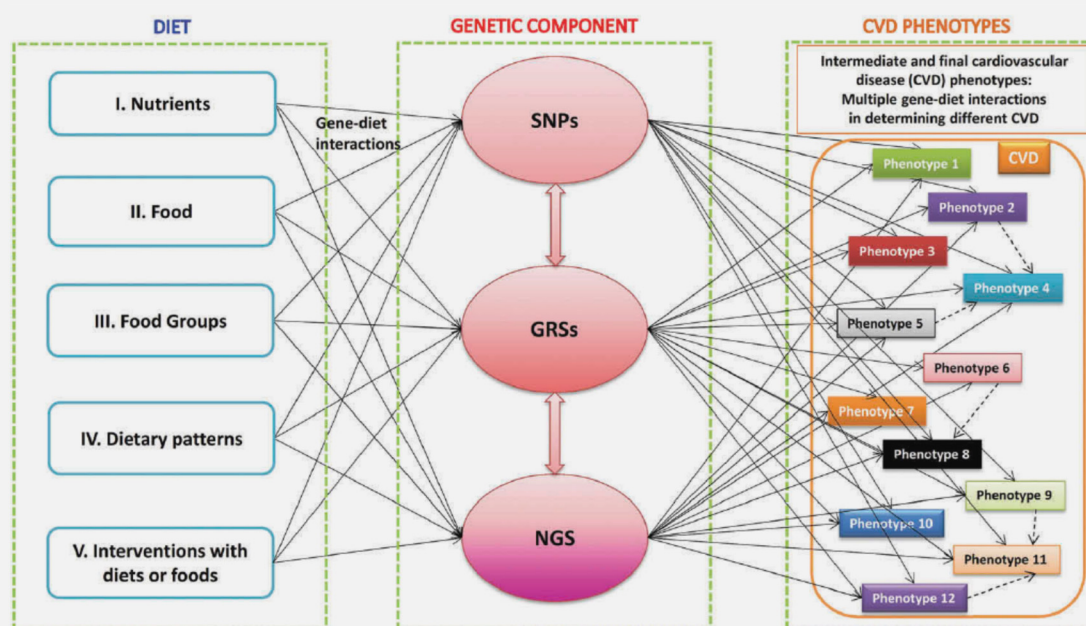 DIET
GENETIC COMPONENT
CVD PHENOTYPES
I. Nutrients
II. Food
III. Food Groups
IV. Dietary patterns
V. Interventions with
diets or foods
Gene-diet
interactions
SNPs
GRSs
NGS
Intermediate and final cardiovascular
disease (CVD) phenotypes:
Multiple gene-diet interactions
in determining different CVD
CVD
Phenotype 1
Phenotype 2
Phenotype 3
Phenotype 4
Phenotype 5
Phenotype 6
Phenotype 7
Phenotype 8
Phenotype 9
Phenotype 10
Phenotype 11
Phenotype 12